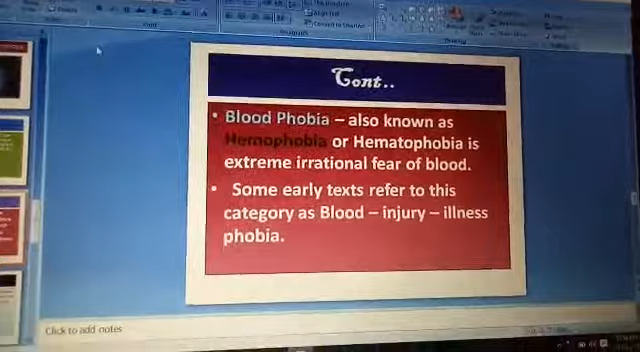 Cont..
• Blood Phobia – also known as
Hemophobia or Hematophobia is
extreme irrational fear of blood.
• Some early texts refer to this
category as Blood – injury – illness
phobia.
Click to add notes